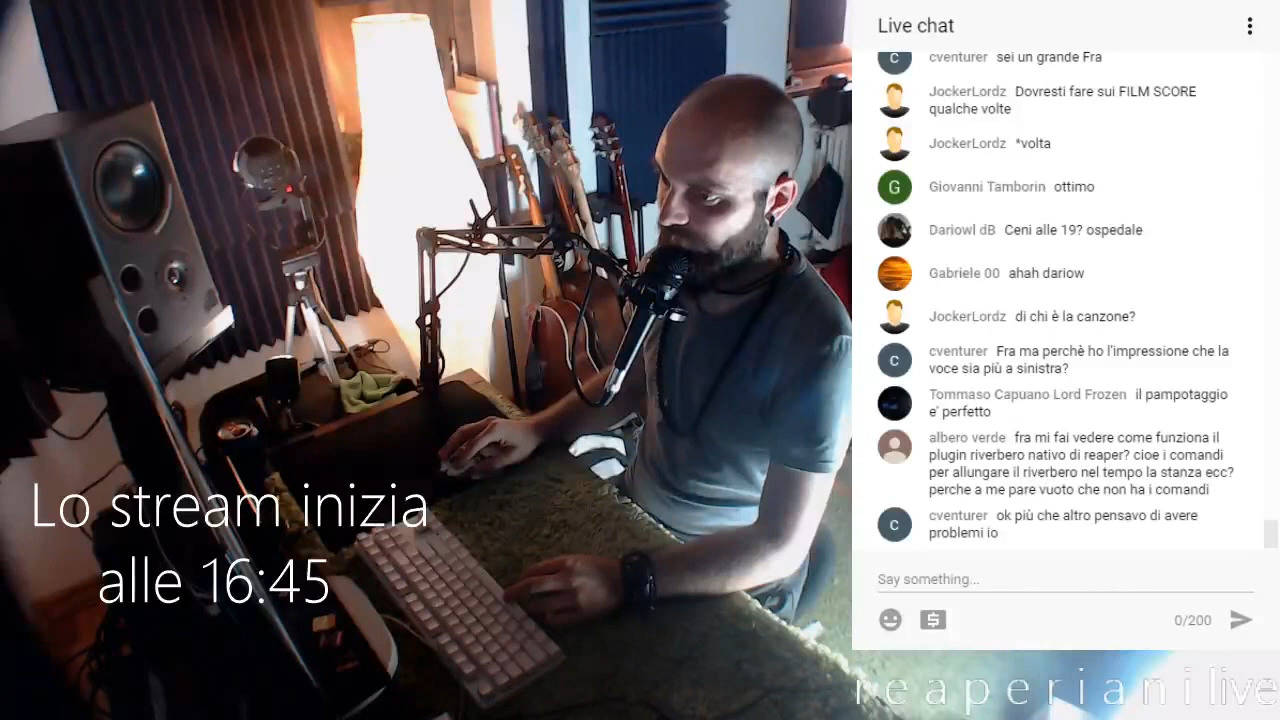 Lo stream inizia
alle 16:45
Live chat
C
cventurer sei un grande Fra
JockerLordz Dovresti fare sui FILM SCORE
qualche volte
JockerLordz *volta
G
Giovanni Tamborin ottimo
Dariowl dB Ceni alle 19? ospedale
Gabriele 00 ahah dariow
JockerLordz di chi è la canzone?
C
cventurer Fra ma perchè ho l'impressione che la
voce sia più a sinistra?
Tommaso Capuano Lord Frozen il pampotaggio
e' perfetto
albero verde fra mi fai vedere come funziona il
plugin riverbero nativo di reaper? cioe i comandi
per allungare il riverbero nel tempo la stanza ecc?
perche a me pare vuoto che non ha i comandi
C
cventurer ok più che altro pensavo di avere
problemi io
Say something...
0/200
reaperiani live